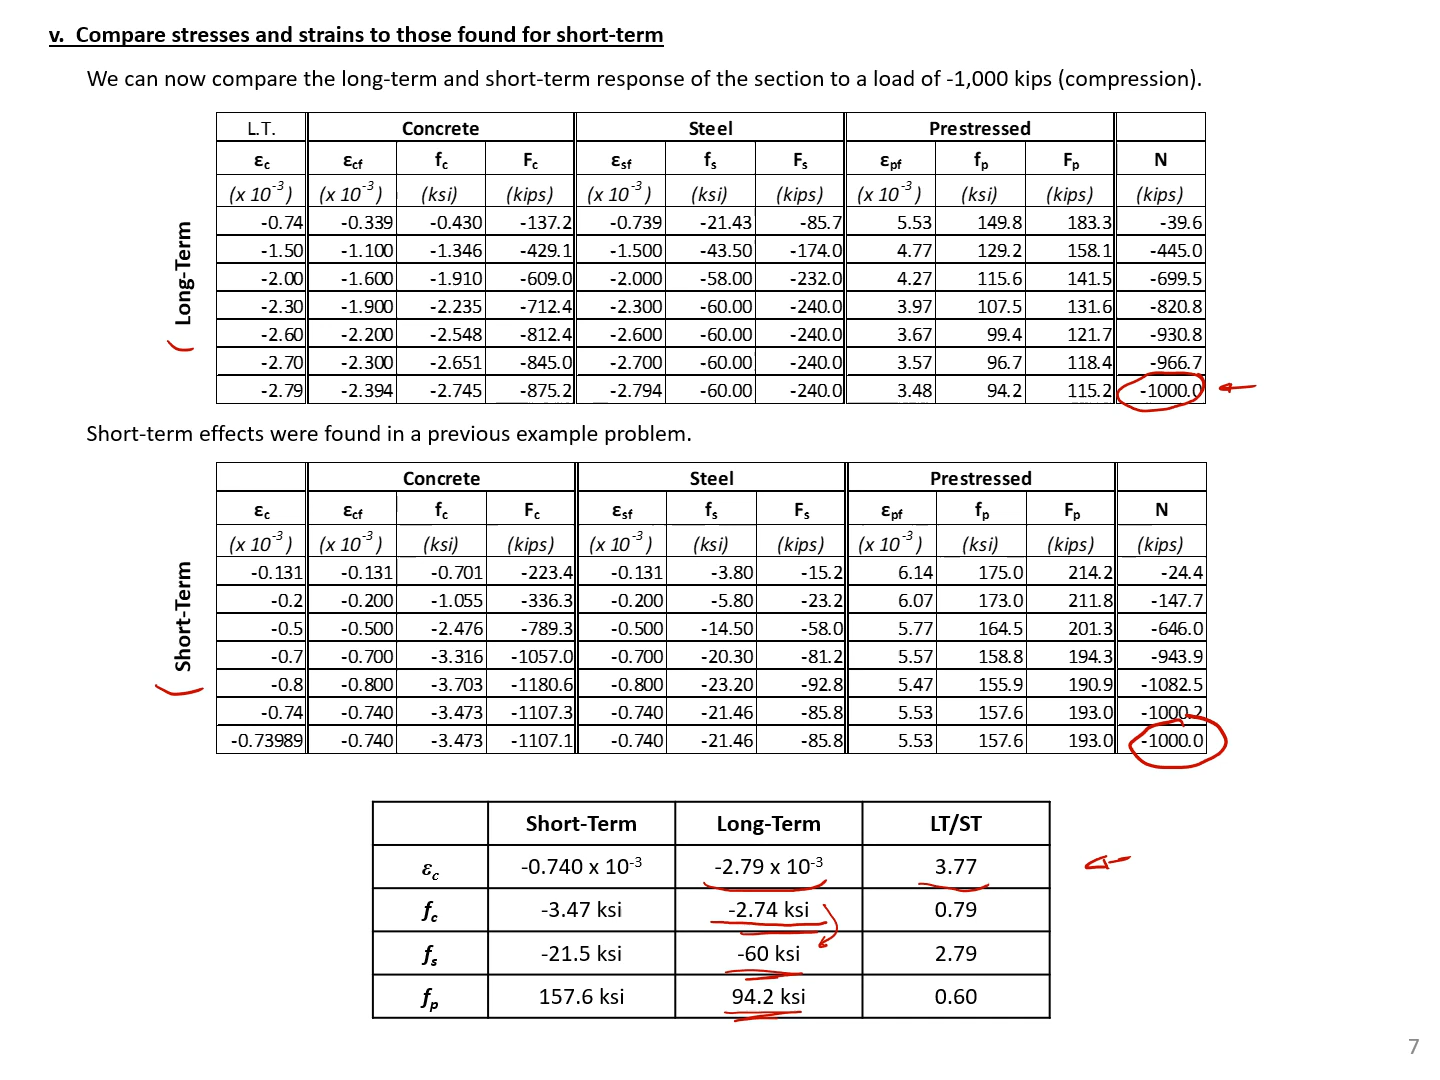 v. Compare stresses and strains to those found for short-term
We can now compare the long-term and short-term response of the section to a load of -1,000 kips (compression).
L.T. Concrete Steel Prestressed
εc εcf fc Fc εsf fs Fs εpf fp Fp N
(x 10-3) (x 10-3) (ksi) (kips) (x 10-3) (ksi) (kips) (x 10-3) (ksi) (kips) (kips)
Long-Term
-0.74 -0.339 -0.430 -137.2 -0.739 -21.43 -85.7 5.53 149.8 183.3 -39.6
-1.50 -1.100 -1.346 -429.1 -1.500 -43.50 -174.0 4.77 129.2 158.1 -445.0
-2.00 -1.600 -1.910 -609.0 -2.000 -58.00 -232.0 4.27 115.6 141.5 -699.5
-2.30 -1.900 -2.235 -712.4 -2.300 -60.00 -240.0 3.97 107.5 131.6 -820.8
-2.60 -2.200 -2.548 -812.4 -2.600 -60.00 -240.0 3.67 99.4 121.7 -930.8
-2.70 -2.300 -2.651 -845.0 -2.700 -60.00 -240.0 3.57 96.7 118.4 -966.7
-2.79 -2.394 -2.745 -875.2 -2.794 -60.00 -240.0 3.48 94.2 115.2 -1000.0
Short-term effects were found in a previous example problem.
Concrete Steel Prestressed
εc εcf fc Fc εsf fs Fs εpf fp Fp N
(x 10-3) (x 10-3) (ksi) (kips) (x 10-3) (ksi) (kips) (x 10-3) (ksi) (kips) (kips)
Short-Term
-0.131 -0.131 -0.701 -223.4 -0.131 -3.80 -15.2 6.14 175.0 214.2 -24.4
-0.2 -0.200 -1.055 -336.3 -0.200 -5.80 -23.2 6.07 173.0 211.8 -147.7
-0.5 -0.500 -2.476 -789.3 -0.500 -14.50 -58.0 5.77 164.5 201.3 -646.0
-0.7 -0.700 -3.316 -1057.0 -0.700 -20.30 -81.2 5.57 158.8 194.3 -943.9
-0.8 -0.800 -3.703 -1180.6 -0.800 -23.20 -92.8 5.47 155.9 190.9 -1082.5
-0.74 -0.740 -3.473 -1107.3 -0.740 -21.46 -85.8 5.53 157.6 193.0 -1000.2
-0.73989 -0.740 -3.473 -1107.1 -0.740 -21.46 -85.8 5.53 157.6 193.0 -1000.0
Short-Term Long-Term LT/ST
εc -0.740 x 10-3 -2.79 x 10-3 3.77
fc -3.47 ksi -2.74 ksi 0.79
fs -21.5 ksi -60 ksi 2.79
fp 157.6 ksi 94.2 ksi 0.60
7